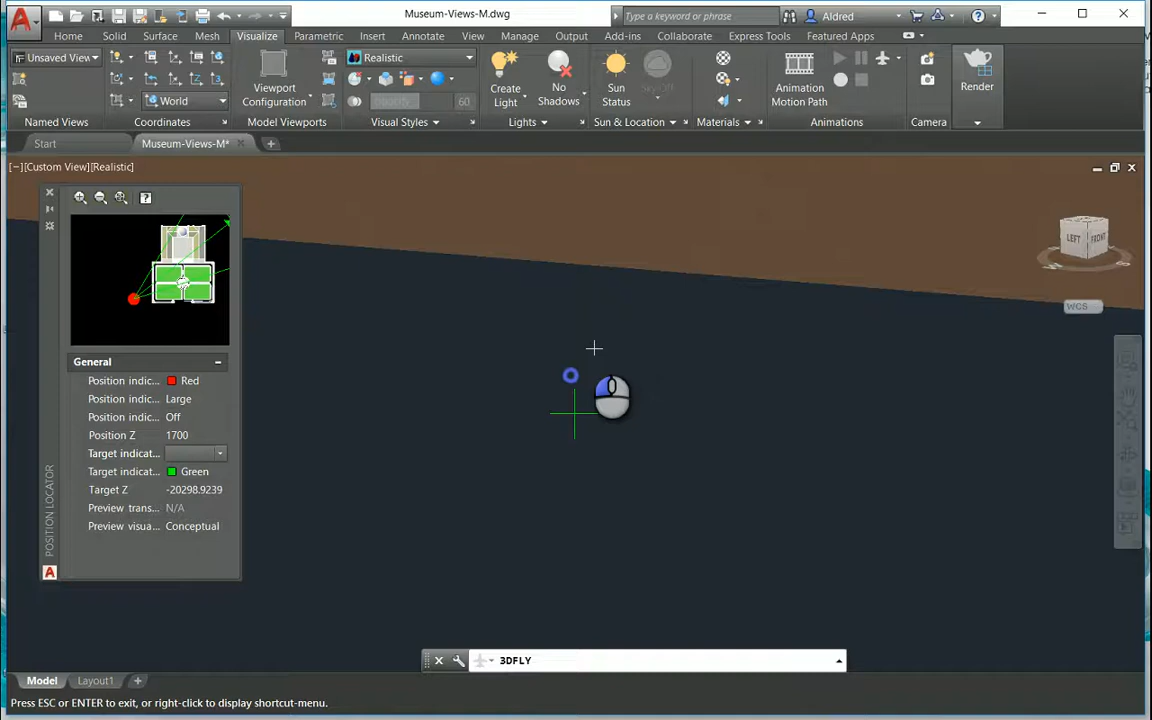 Museum-Views-M.dwg
Type a keyword or phrase
Aldred
Home Solid Surface Mesh Visualize Parametric Insert Annotate View Manage Output Add-ins Collaborate Express Tools Featured Apps
Unsaved View
World
Named Views
Coordinates
Viewport
Configuration
Model Viewports
Realistic
60
Visual Styles
Create
Light
No
Shadows
Lights
Sun
Status
Sun & Location
Materials
Animation
Motion Path
Animations
Camera
Render
Start
Museum-Views-M*
[−][Custom View][Realistic]
LEFT
FRONT
WCS
General
Position indic... Red
Position indic... Large
Position indic... Off
Position Z 1700
Target indicat...
Target indicat... Green
Target Z -20298.9239
Preview trans... N/A
Preview visua... Conceptual
POSITION LOCATOR
3DFLY
Model Layout1
Press ESC or ENTER to exit, or right-click to display shortcut-menu.